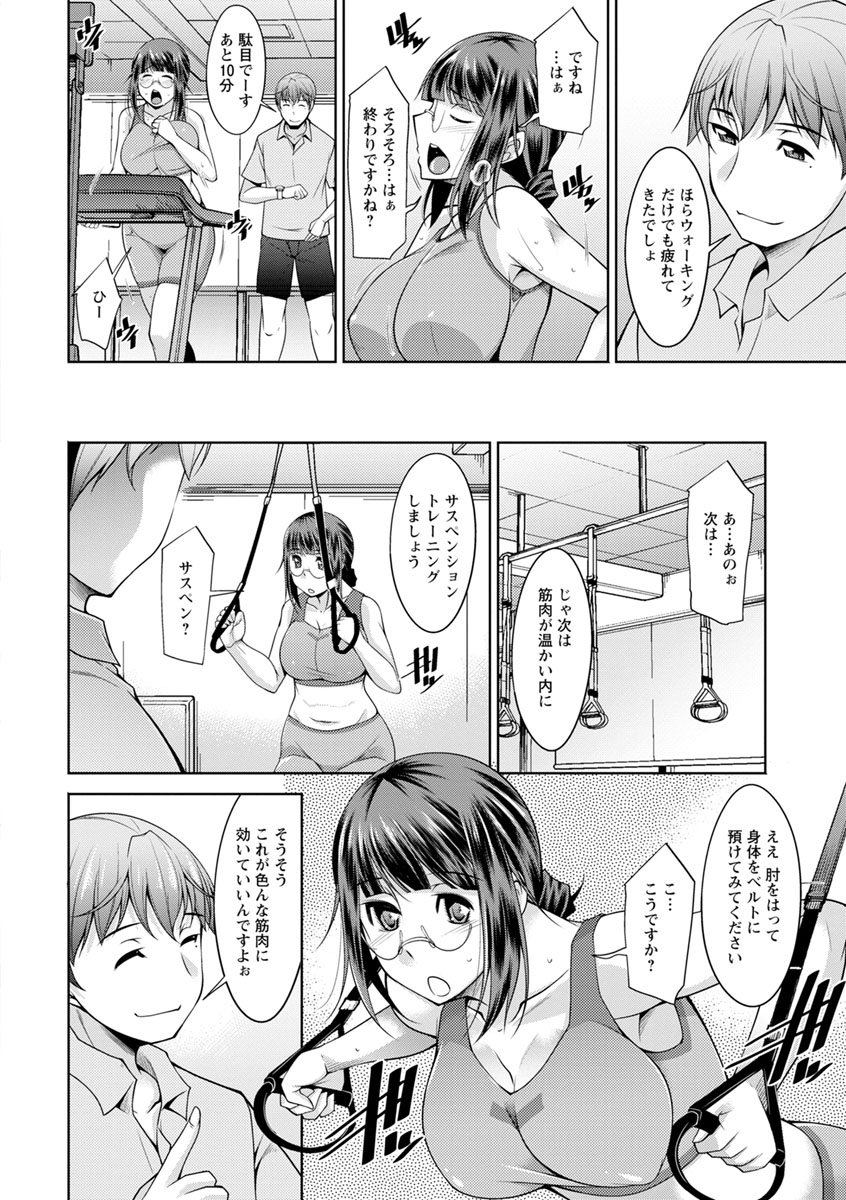 ほらウォーキング
だけでも疲れて
きたでしょ
ですね
…はぁ
そろそろ…はぁ
終わりですかね?
駄目でーす
あと10分
ひー
あ…あのぉ
次は…
じゃ次は
筋肉が温かい内に
サスペンション
トレーニング
しましょう
サスペン?
ええ 肘をはって
身体をベルトに
預けてみてください
こ…
こうですか?
そうそう
これが色んな筋肉に
効いていいんですよぉ